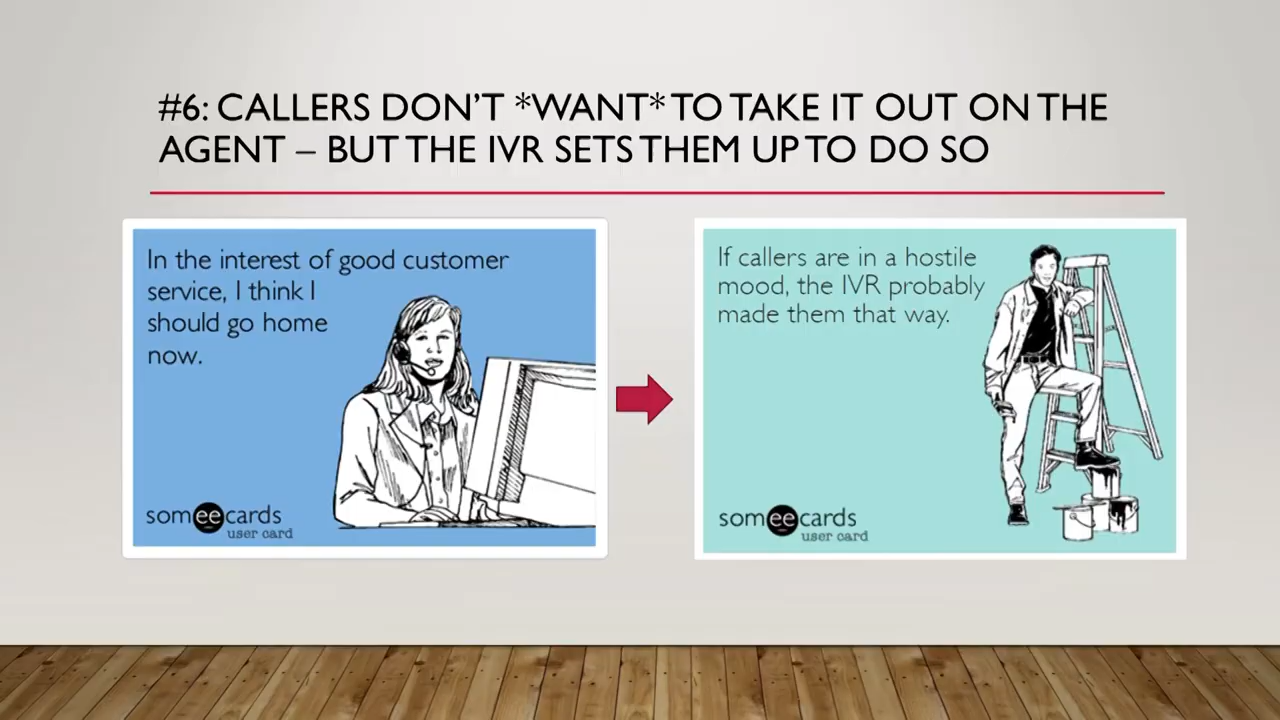 #6: CALLERS DON'T *WANT* TO TAKE IT OUT ON THE
AGENT – BUT THE IVR SETS THEM UP TO DO SO
In the interest of good customer
service, I think I
should go home
now.
someecards
user card
If callers are in a hostile
mood, the IVR probably
made them that way.
someecards
user card